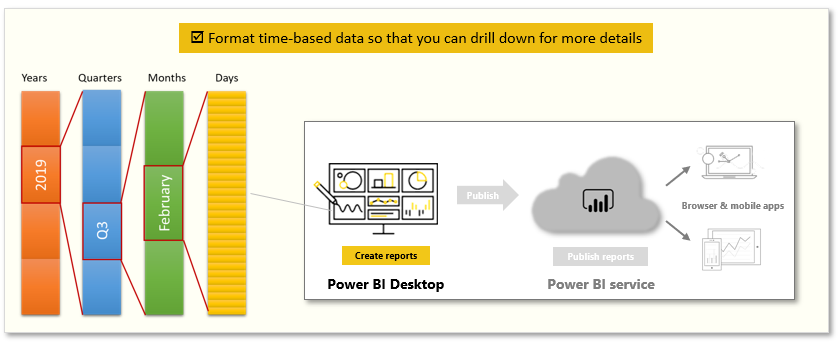 Format time-based data so that you can drill down for more details
Years
Quarters
Months
Days
2019
Q3
February
Publish
Browser & mobile apps
Create reports
Publish reports
Power BI Desktop
Power BI service